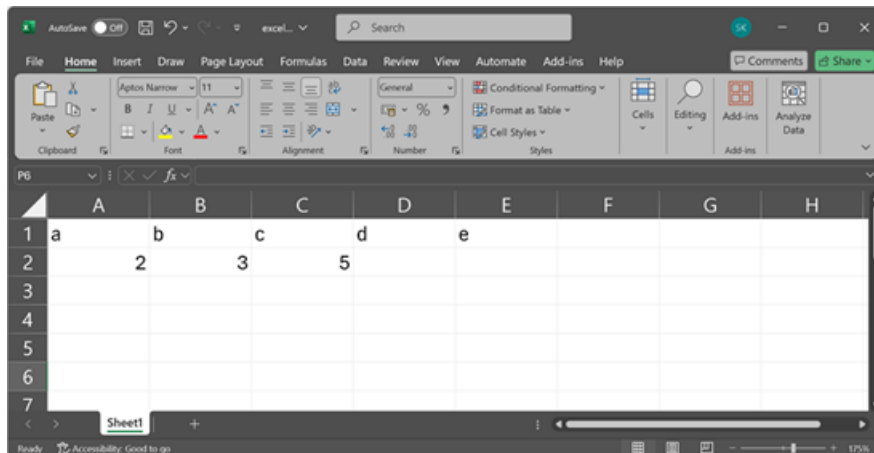 AutoSave Off excel... Search SK
File Home Insert Draw Page Layout Formulas Data Review View Automate Add-ins Help Comments Share
Paste Aptos Narrow 11 General Conditional Formatting Cells Editing Add-ins Analyze Data
B I U A A % Format as Table
A Cell Styles
Clipboard Font Alignment Number Styles Add-ins
P6 fx
A B C D E F G H
1 a b c d e
2 2 3 5
3
4
5
6
7
Sheet1
Ready Accessibility: Good to go 175%